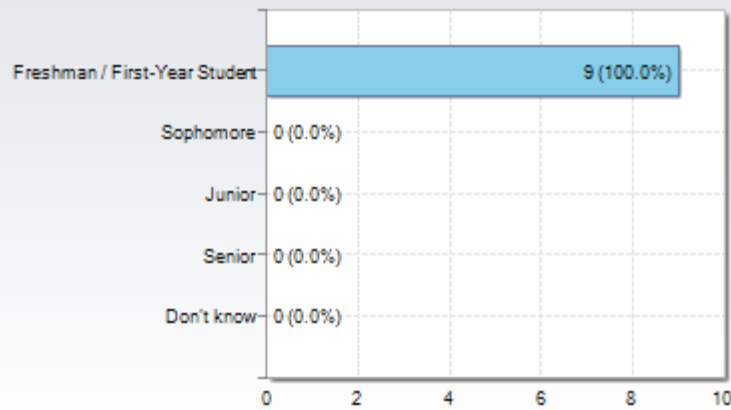 Freshman / First-Year Student 9 (100.0%)
Sophomore 0 (0.0%)
Junior 0 (0.0%)
Senior 0 (0.0%)
Don't know 0 (0.0%)
0 2 4 6 8 10